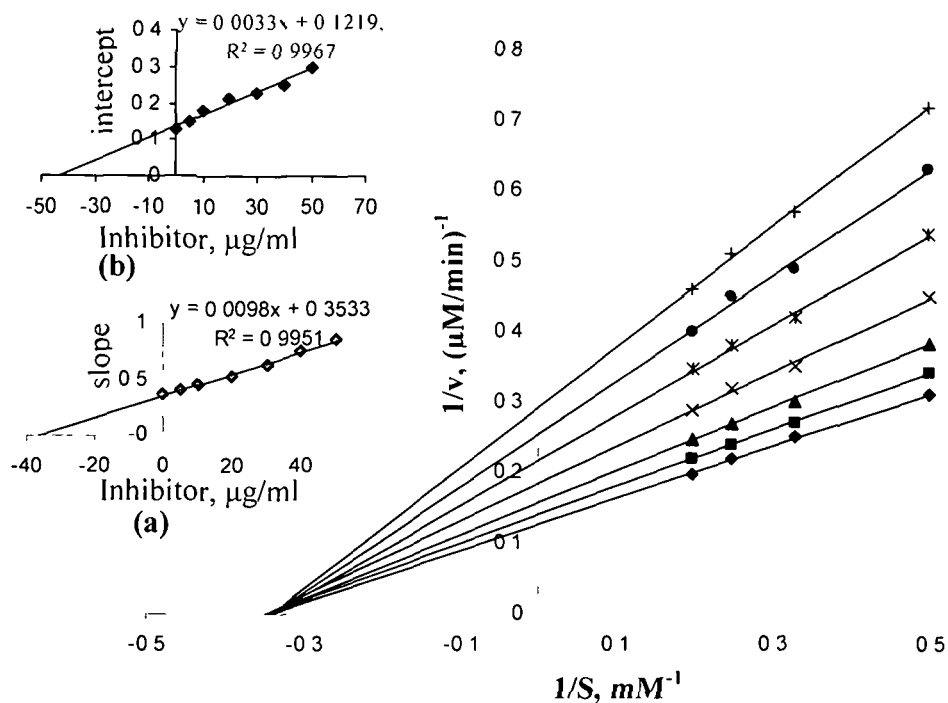 y = 0 0033x + 0.1219,
R² = 0 9967
0 4
0 3
0 2
0 1
0
intercept
-50 -30 -10 10 30 50 70
Inhibitor, µg/ml
(b)
y = 0 0098x + 0 3533
R² = 0 9951
1
0 5
-0
slope
-40 -20 0 20 40
Inhibitor, µg/ml
(a)
0 8
0 7
0 6
0 5
0 4
0 3
0 2
0 1
0
1/v, (µM/min)⁻¹
-0 5 -0 3 -0 1 0 1 0 3 0 5
1/S, mM⁻¹